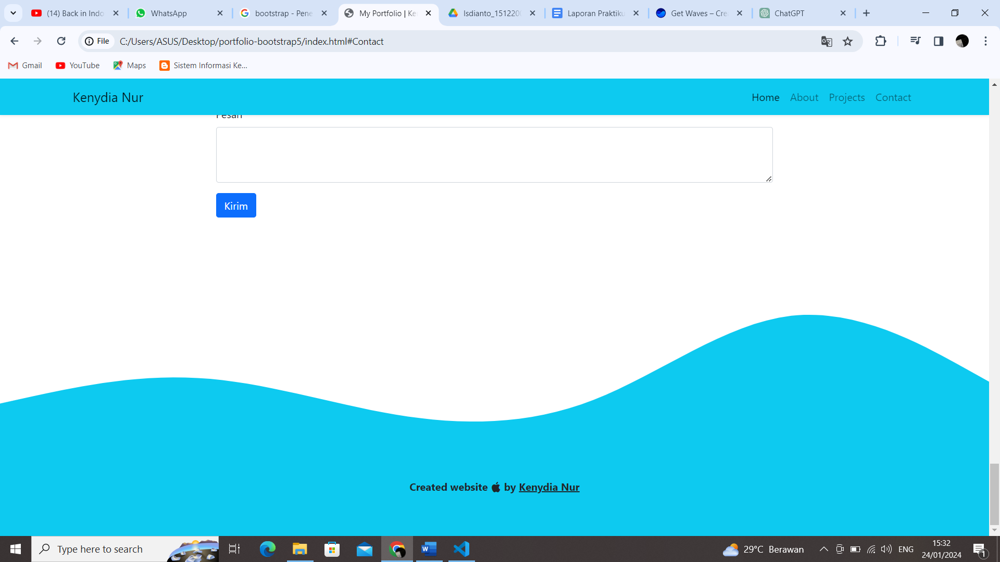 (14) Back in Indo
WhatsApp
bootstrap - Pene
My Portfolio | Ke
Isdianto_151220
Laporan Praktiku
Get Waves – Cre
ChatGPT
File
C:/Users/ASUS/Desktop/portfolio-bootstrap5/index.html#Contact
Gmail
YouTube
Maps
Sistem Informasi Ke...
Kenydia Nur
Home About Projects Contact
Pesan
Kirim
Created website by Kenydia Nur
Type here to search
29°C Berawan
ENG
15:32
24/01/2024
1